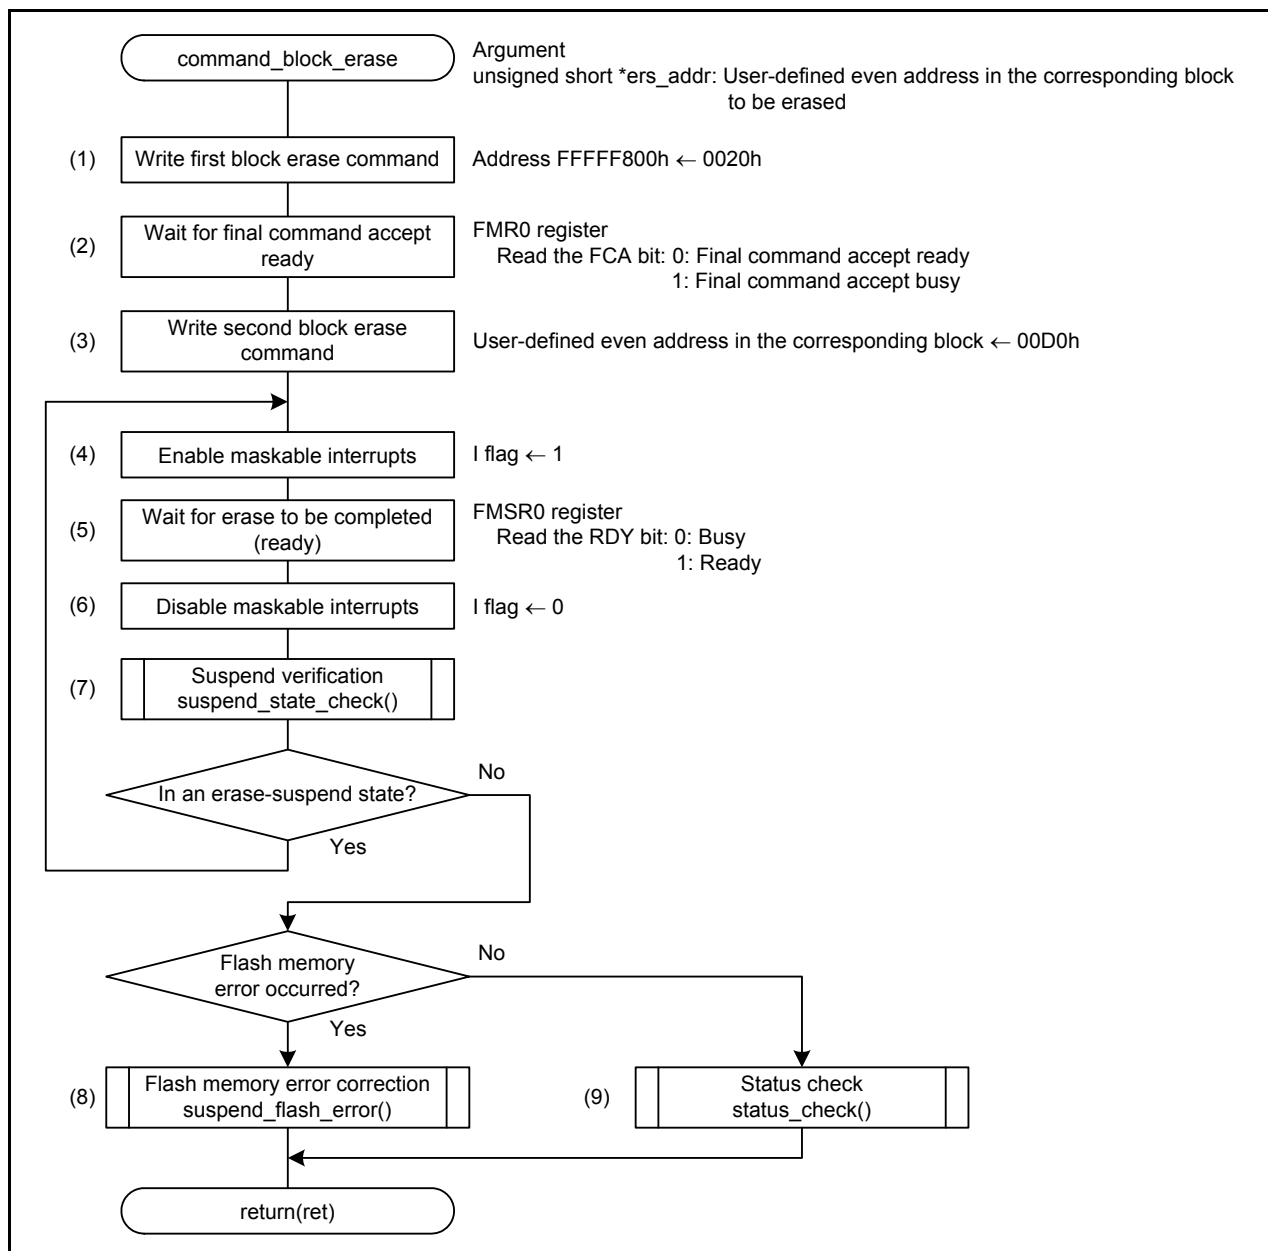 command_block_erase
Argument
unsigned short *ers_addr: User-defined even address in the corresponding block
to be erased
(1)
Write first block erase command
Address FFFFF800h ← 0020h
(2)
Wait for final command accept
ready
FMR0 register
Read the FCA bit: 0: Final command accept ready
1: Final command accept busy
(3)
Write second block erase
command
User-defined even address in the corresponding block ← 00D0h
(4)
Enable maskable interrupts
I flag ← 1
(5)
Wait for erase to be completed
(ready)
FMSR0 register
Read the RDY bit: 0: Busy
1: Ready
(6)
Disable maskable interrupts
I flag ← 0
(7)
Suspend verification
suspend_state_check()
In an erase-suspend state?
No
Yes
Flash memory
error occurred?
No
Yes
(8)
Flash memory error correction
suspend_flash_error()
(9)
Status check
status_check()
return(ret)